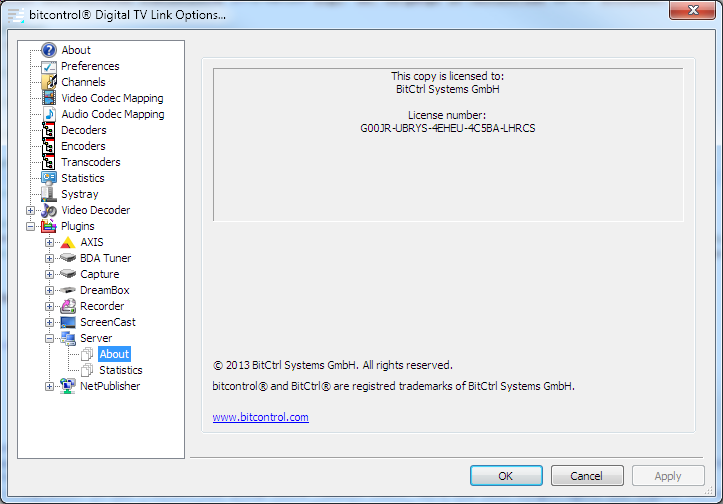 bitcontrol® Digital TV Link Options...
About
Preferences
Channels
Video Codec Mapping
Audio Codec Mapping
Decoders
Encoders
Transcoders
Statistics
Systray
Video Decoder
Plugins
AXIS
BDA Tuner
Capture
DreamBox
Recorder
ScreenCast
Server
About
Statistics
NetPublisher
This copy is licensed to:
BitCtrl Systems GmbH
License number:
G00JR-UBRYS-4EHEU-4C5BA-LHRCS
© 2013 BitCtrl Systems GmbH. All rights reserved.
bitcontrol® and BitCtrl® are registred trademarks of BitCtrl Systems GmbH.
www.bitcontrol.com
OK
Cancel
Apply